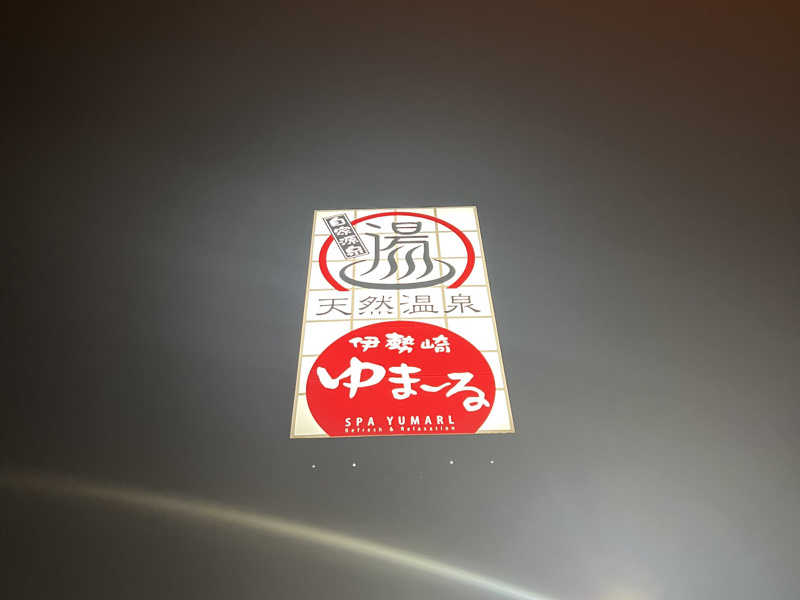 自家源泉
湯
天然温泉
伊勢崎
ゆま〜る
SPA YUMARL
Refresh & Relaxation